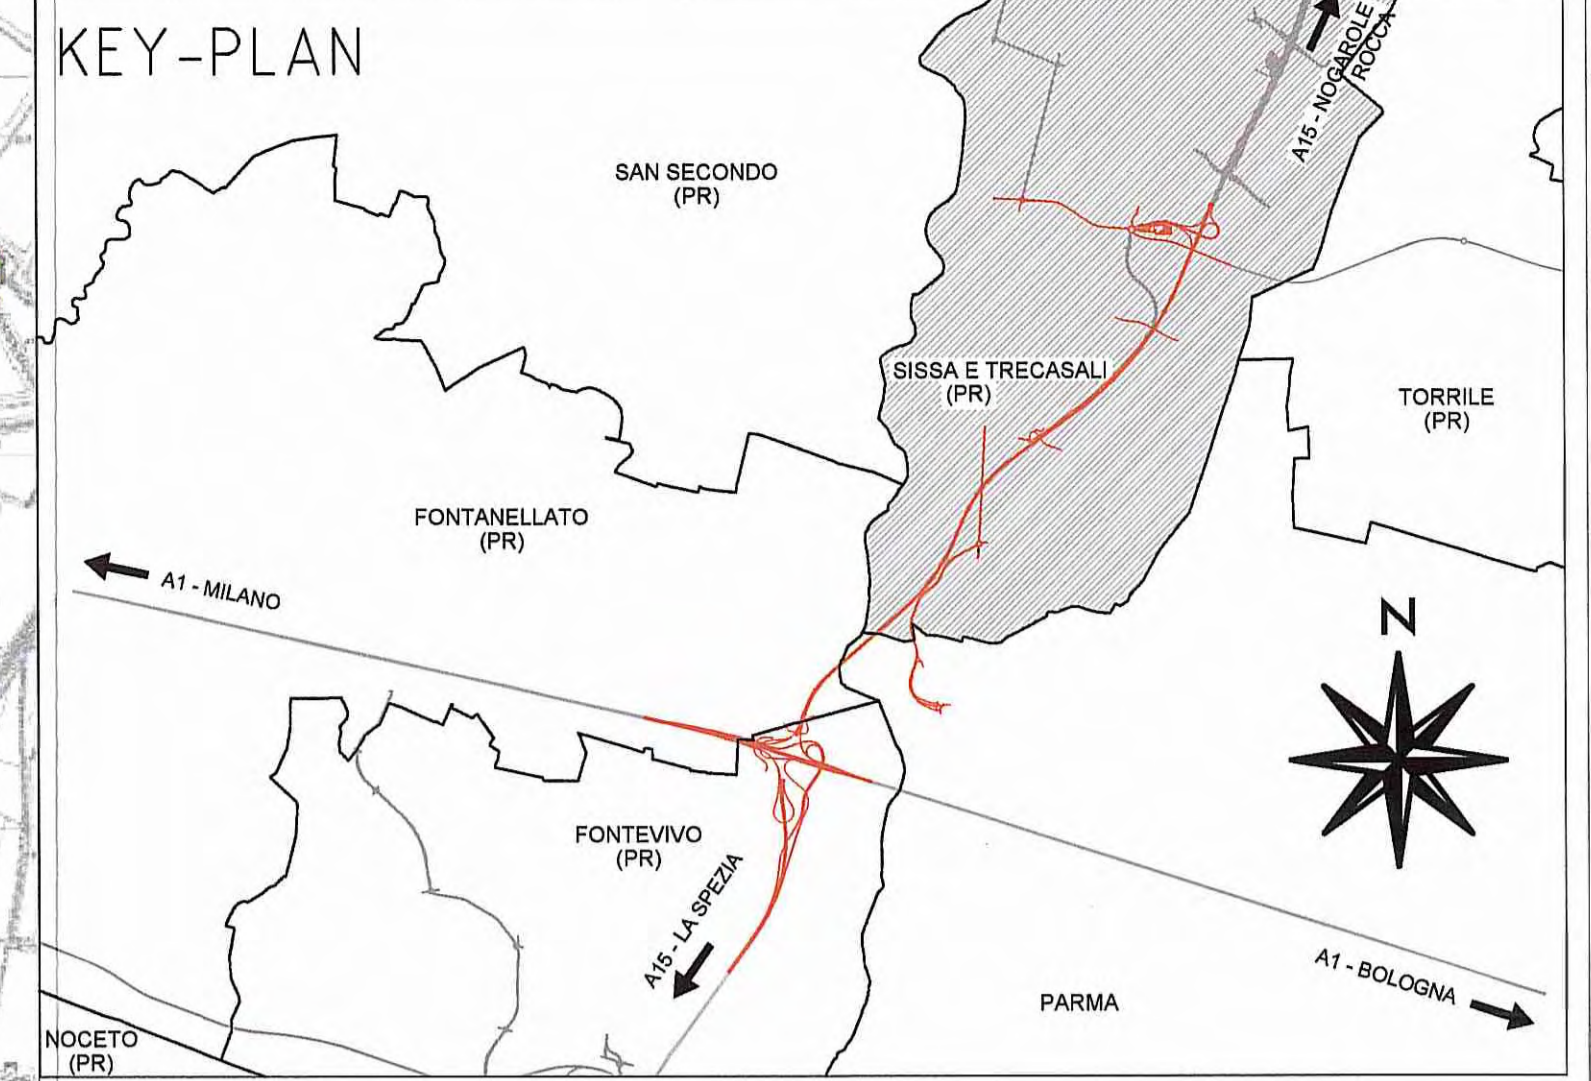 KEY-PLAN
A15 - NOGAROLE
ROCCA
SAN SECONDO
(PR)
SISSA E TRECASALI
(PR)
TORRILE
(PR)
FONTANELLATO
(PR)
A1 - MILANO
N
FONTEVIVO
(PR)
A15 - LA SPEZIA
A1 - BOLOGNA
PARMA
NOCETO
(PR)